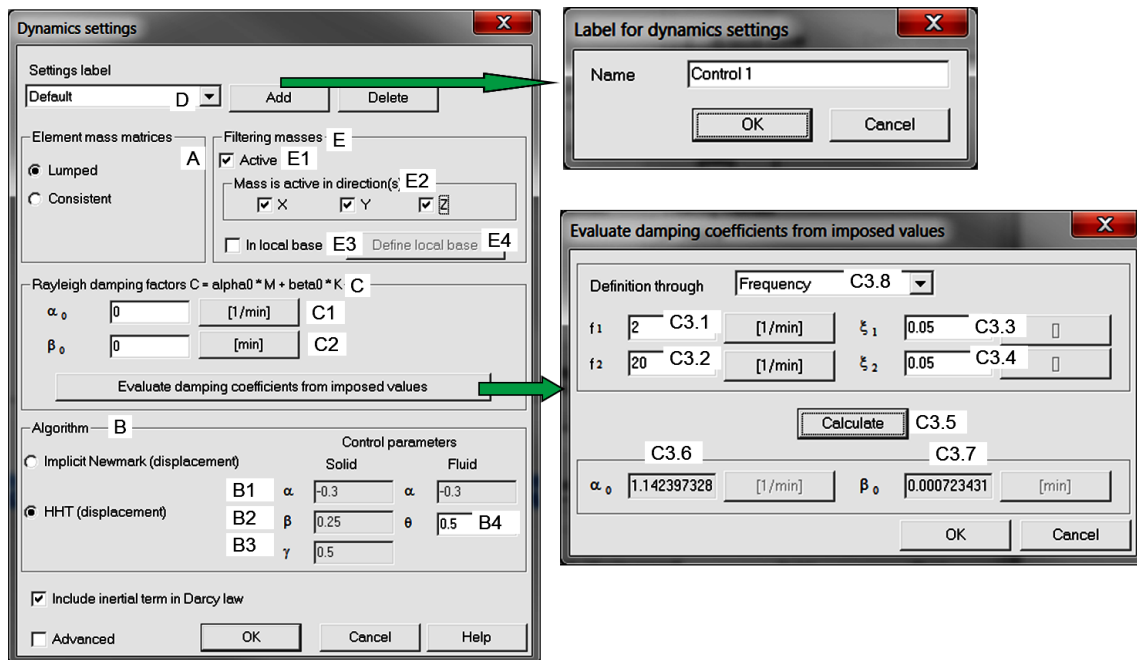 Dynamics settings
Settings label
Default D Add Delete
Element mass matrices A
Lumped
Consistent
Filtering masses E
Active E1
Mass is active in direction(s) E2
X Y Z
In local base E3 Define local base E4
Rayleigh damping factors C = alpha0 * M + beta0 * K C
α 0 0 [1/min] C1
β 0 0 [min] C2
Evaluate damping coefficients from imposed values
Algorithm B
Control parameters
Implicit Newmark (displacement) Solid Fluid
B1 α -0.3 α -0.3
HHT (displacement) B2 β 0.25 θ 0.5 B4
B3 γ 0.5
Include inertial term in Darcy law
Advanced OK Cancel Help
Label for dynamics settings
Name Control 1
OK Cancel
Evaluate damping coefficients from imposed values
Definition through Frequency C3.8
f1 2 C3.1 [1/min] ξ 1 0.05 C3.3 []
f2 20 C3.2 [1/min] ξ 2 0.05 C3.4 []
Calculate C3.5
C3.6 C3.7
α 0 1.142397328 [1/min] β 0 0.000723431 [min]
OK Cancel